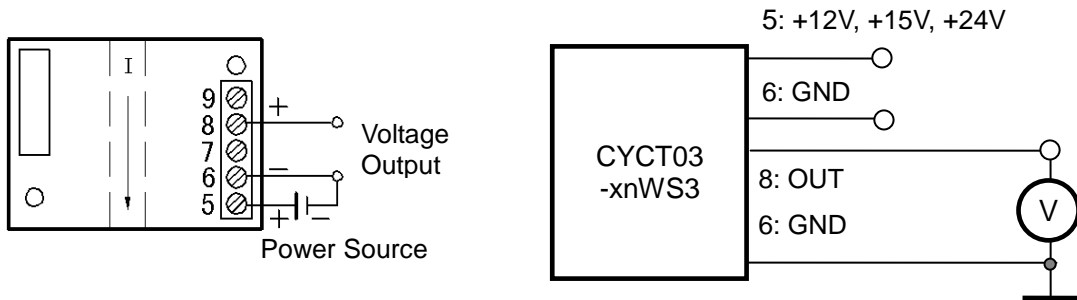 I
9
8
7
6
5
+
−
+
−
Voltage
Output
Power Source
5: +12V, +15V, +24V
6: GND
CYCT03
-xnWS3
8: OUT
6: GND
V